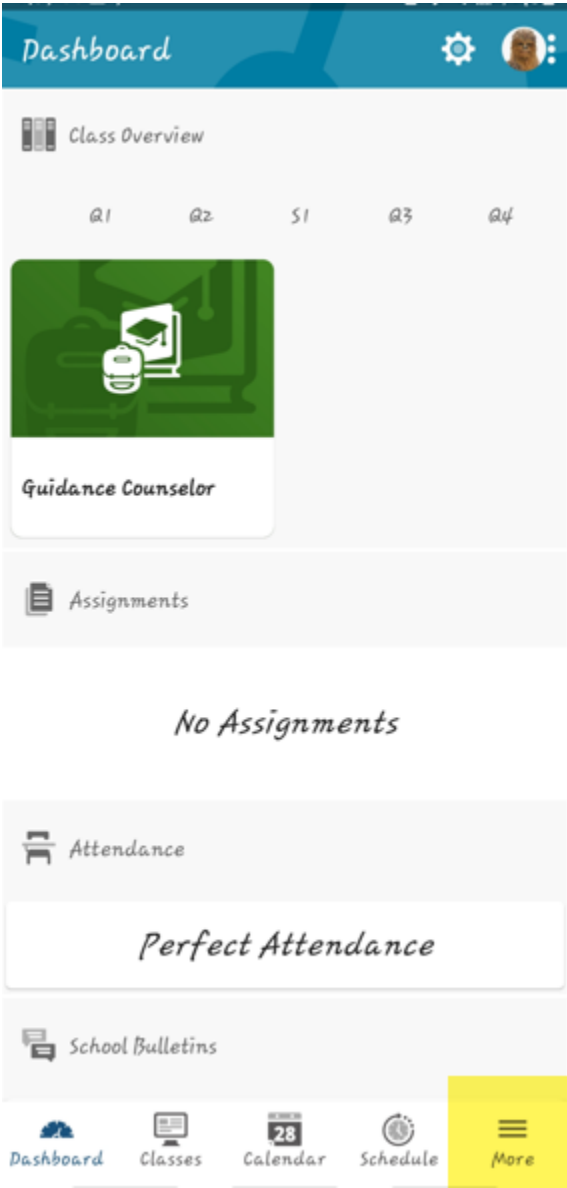 Dashboard
Class Overview
Q1 Q2 S1 Q3 Q4
Guidance Counselor
Assignments
No Assignments
Attendance
Perfect Attendance
School Bulletins
28
Dashboard Classes Calendar Schedule More